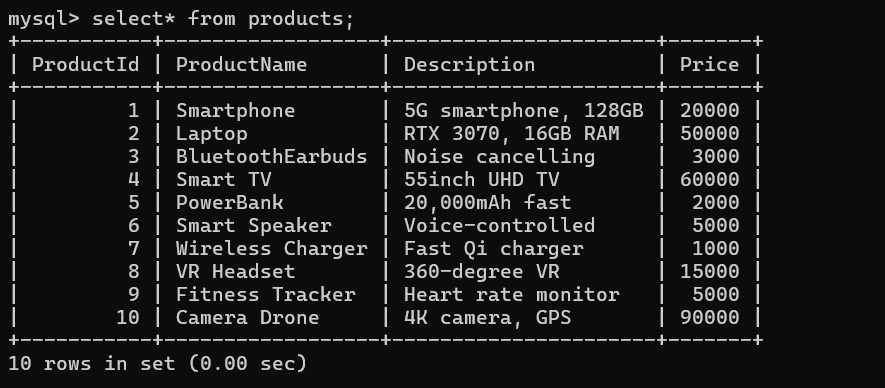 mysql> select* from products;
+-----------+-----------------+---------------------+-------+
| ProductId | ProductName     | Description         | Price |
+-----------+-----------------+---------------------+-------+
|         1 | Smartphone      | 5G smartphone, 128GB | 20000 |
|         2 | Laptop          | RTX 3070, 16GB RAM  | 50000 |
|         3 | BluetoothEarbuds | Noise cancelling    |  3000 |
|         4 | Smart TV        | 55inch UHD TV       | 60000 |
|         5 | PowerBank       | 20,000mAh fast      |  2000 |
|         6 | Smart Speaker   | Voice-controlled    |  5000 |
|         7 | Wireless Charger | Fast Qi charger     |  1000 |
|         8 | VR Headset      | 360-degree VR       | 15000 |
|         9 | Fitness Tracker | Heart rate monitor  |  5000 |
|        10 | Camera Drone    | 4K camera, GPS      | 90000 |
+-----------+-----------------+---------------------+-------+
10 rows in set (0.00 sec)